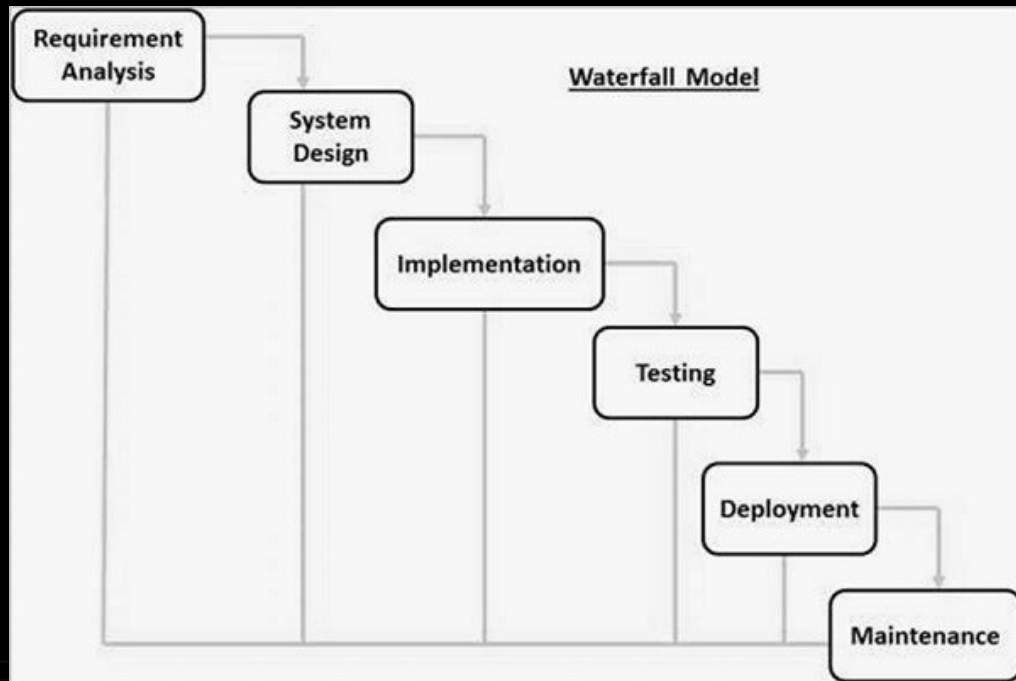 Requirement
Analysis
Waterfall Model
System
Design
Implementation
Testing
Deployment
Maintenance